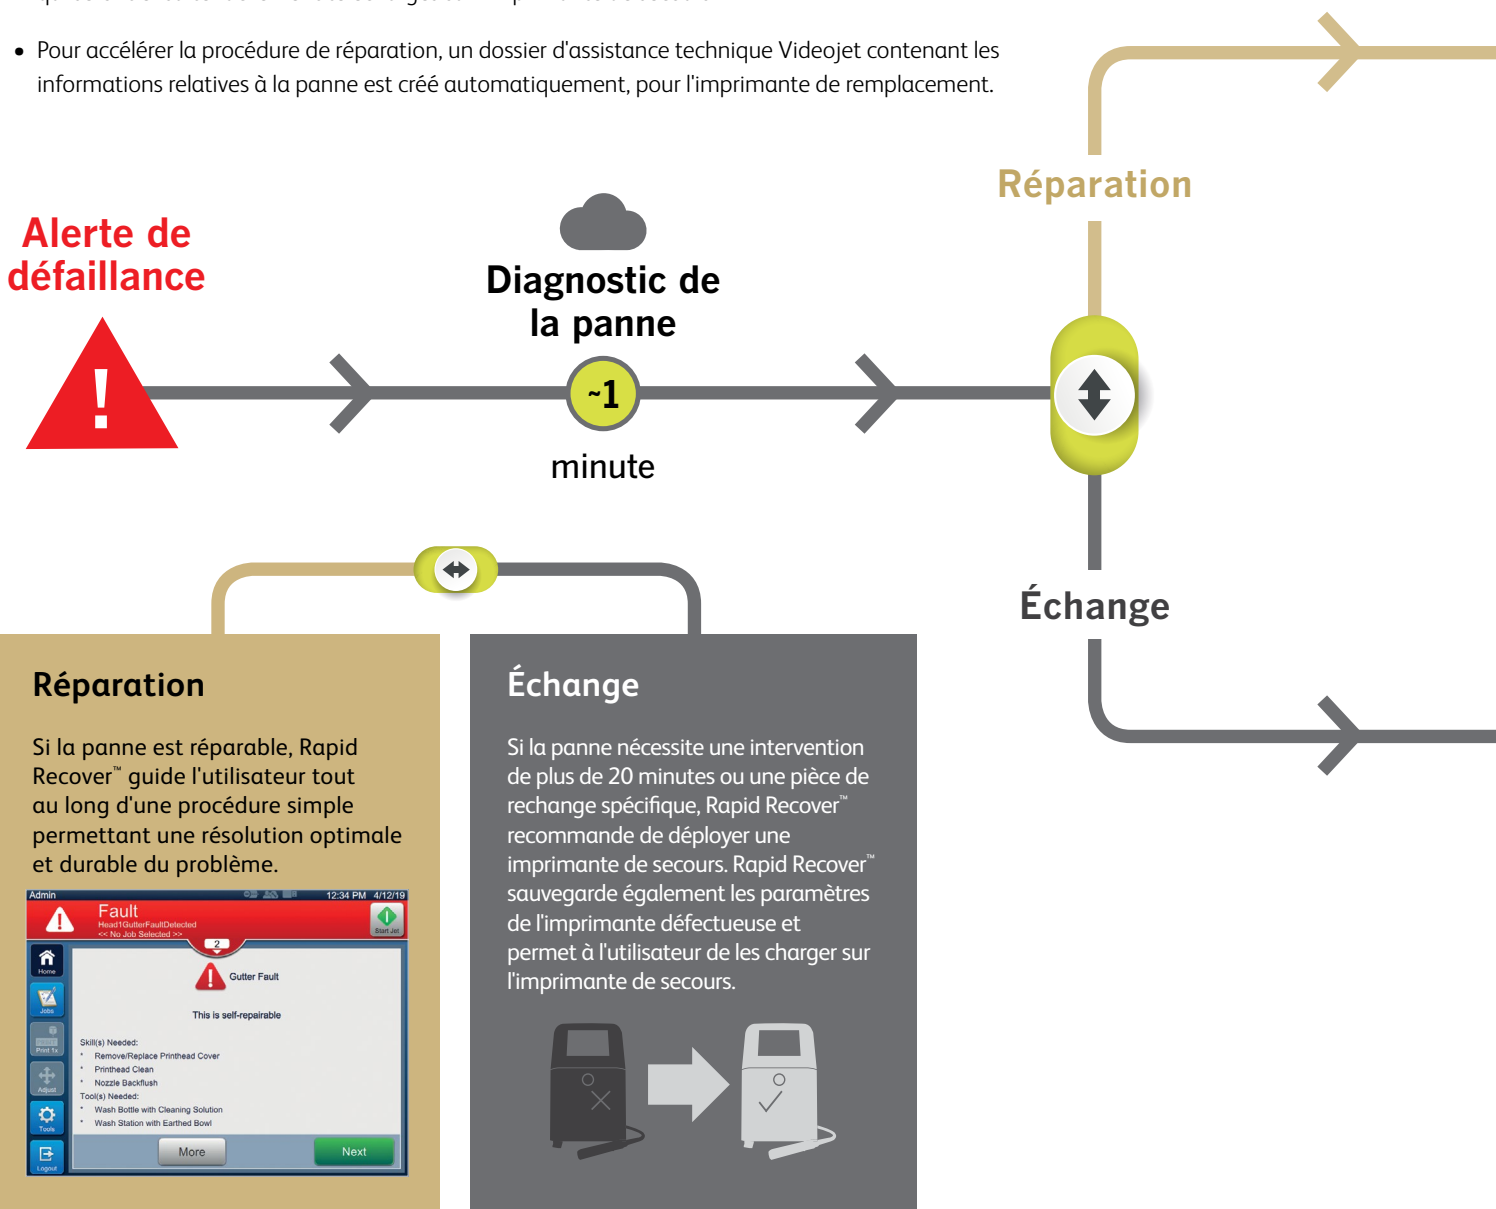 • Pour accélérer la procédure de réparation, un dossier d'assistance technique Videojet contenant les
informations relatives à la panne est créé automatiquement, pour l'imprimante de remplacement.
Réparation
Alerte de
défaillance
!
Diagnostic de
la panne
~1
minute
Échange
Réparation
Si la panne est réparable, Rapid
Recover™ guide l'utilisateur tout
au long d'une procédure simple
permettant une résolution optimale
et durable du problème.
Admin
12:34 PM 4/12/19
Fault
Head1GutterFaultDetected
<< No Job Selected >>
Start Jet
2
Home
Jobs
Print 1x
Adjust
Tools
Logout
Gutter Fault
This is self-repairable
Skill(s) Needed:
* Remove/Replace Printhead Cover
* Printhead Clean
* Nozzle Backflush
Tool(s) Needed:
* Wash Bottle with Cleaning Solution
* Wash Station with Earthed Bowl
More
Next
Échange
Si la panne nécessite une intervention
de plus de 20 minutes ou une pièce de
rechange spécifique, Rapid Recover™
recommande de déployer une
imprimante de secours. Rapid Recover™
sauvegarde également les paramètres
de l'imprimante défectueuse et
permet à l'utilisateur de les charger sur
l'imprimante de secours.